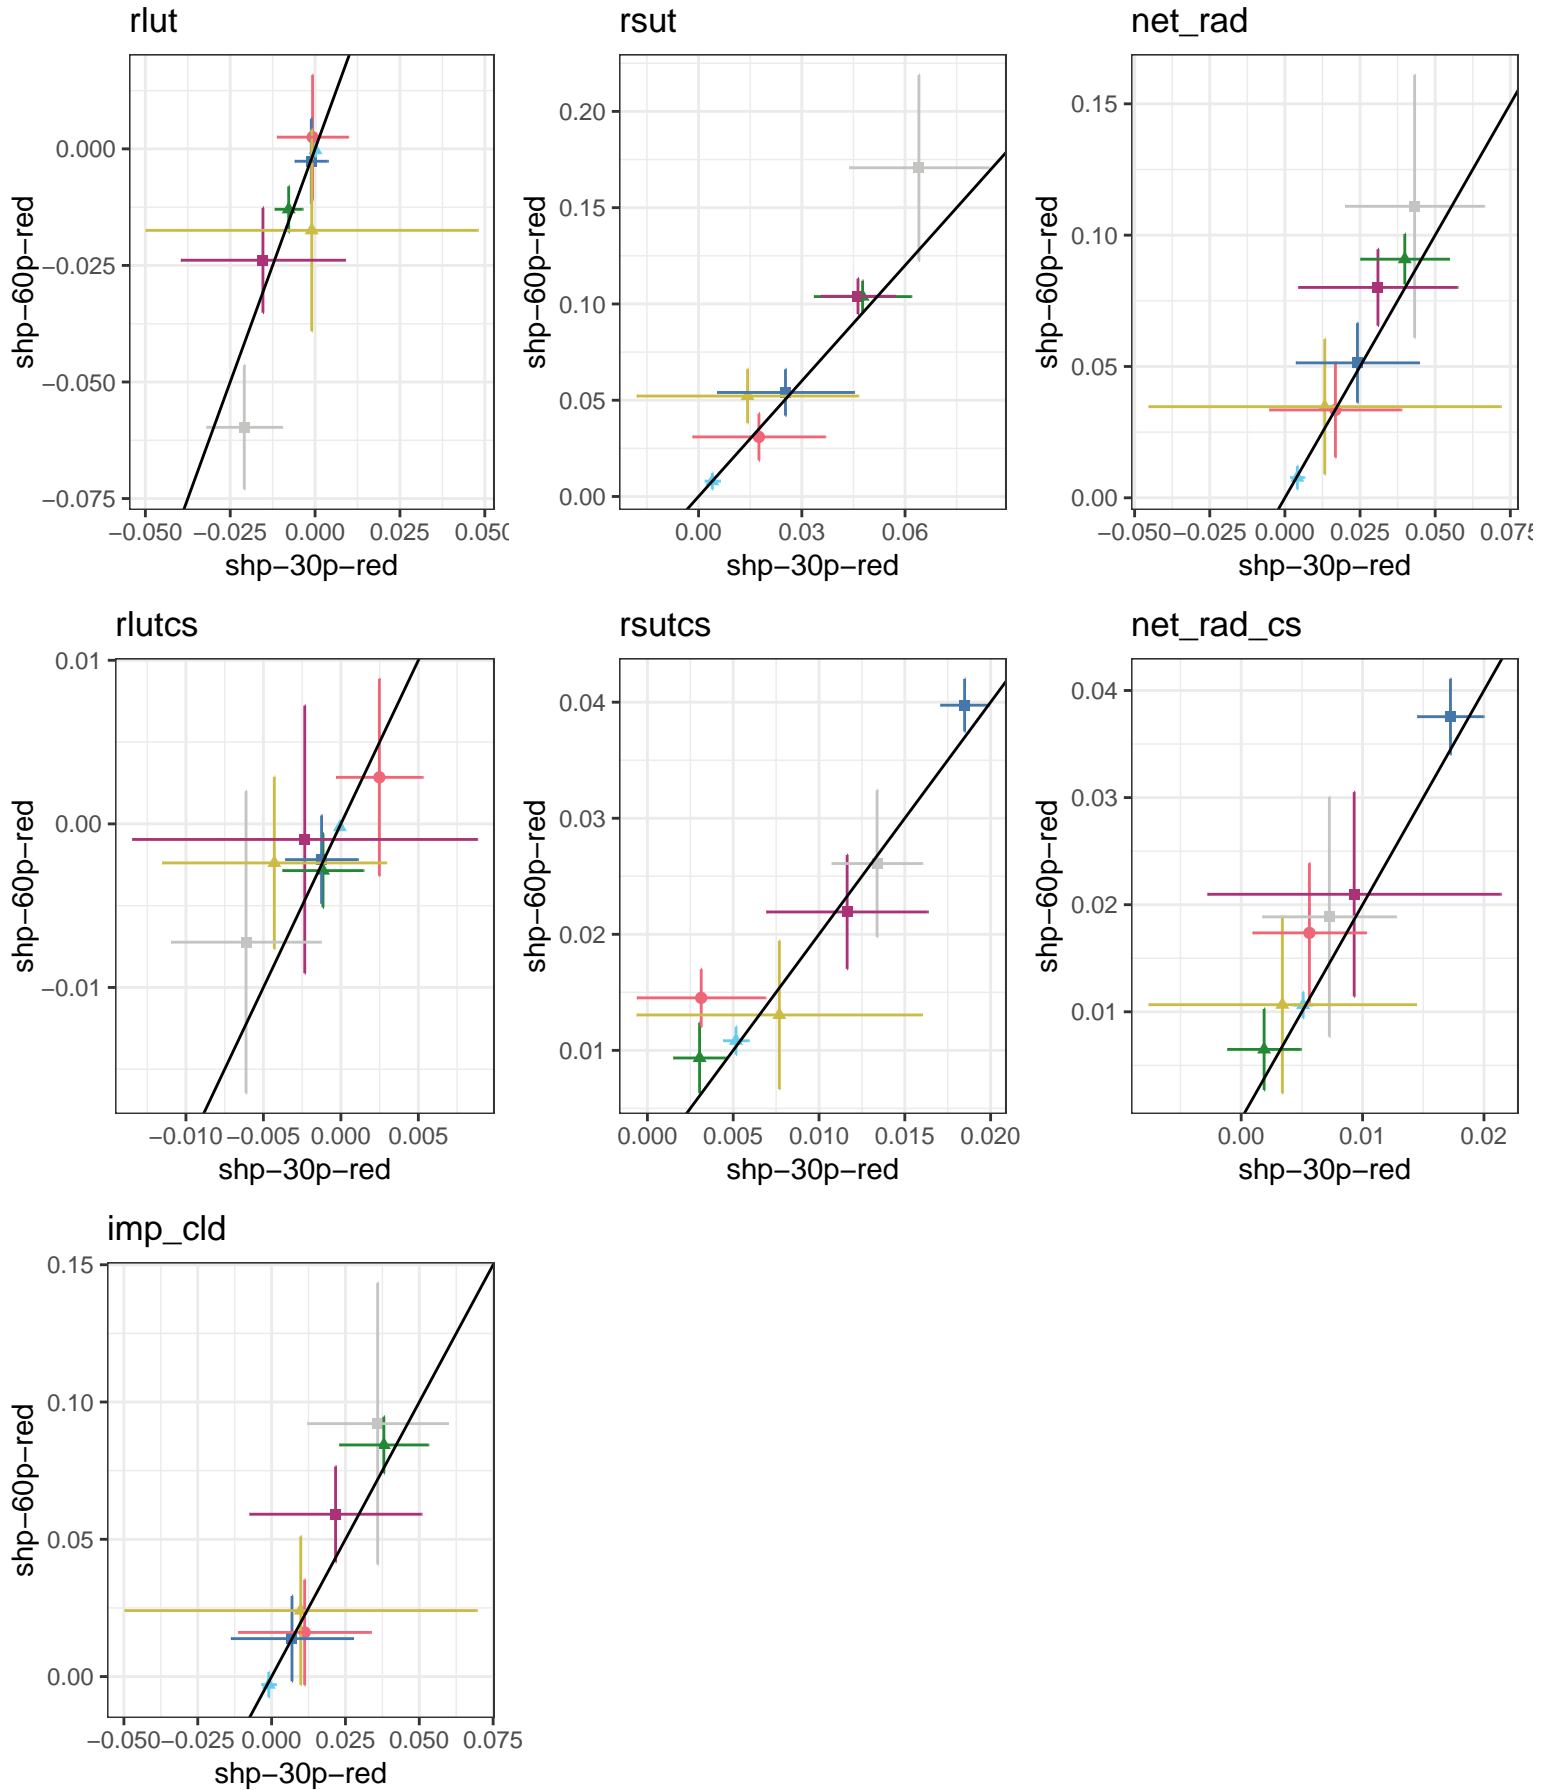 rlut
rsut
net_rad
0.000
−0.025
−0.050
−0.075
shp−60p−red
−0.050 −0.025 0.000 0.025
shp−30p−red
0.20
0.15
0.10
0.05
0.00
shp−60p−red
0.00 0.03 0.06
shp−30p−red
0.15
0.10
0.05
0.00
shp−60p−red
−0.050 −0.025 0.000 0.025 0.050
shp−30p−red
rlutcs
rsutcs
net_rad_cs
0.01
0.00
−0.01
shp−60p−red
−0.010 −0.005 0.000 0.005
shp−30p−red
0.04
0.03
0.02
0.01
shp−60p−red
0.000 0.005 0.010 0.015 0.020
shp−30p−red
0.04
0.03
0.02
0.01
shp−60p−red
0.00 0.01 0.02
shp−30p−red
imp_cld
0.15
0.10
0.05
0.00
shp−60p−red
−0.050 −0.025 0.000 0.025 0.050 0.075
shp−30p−red